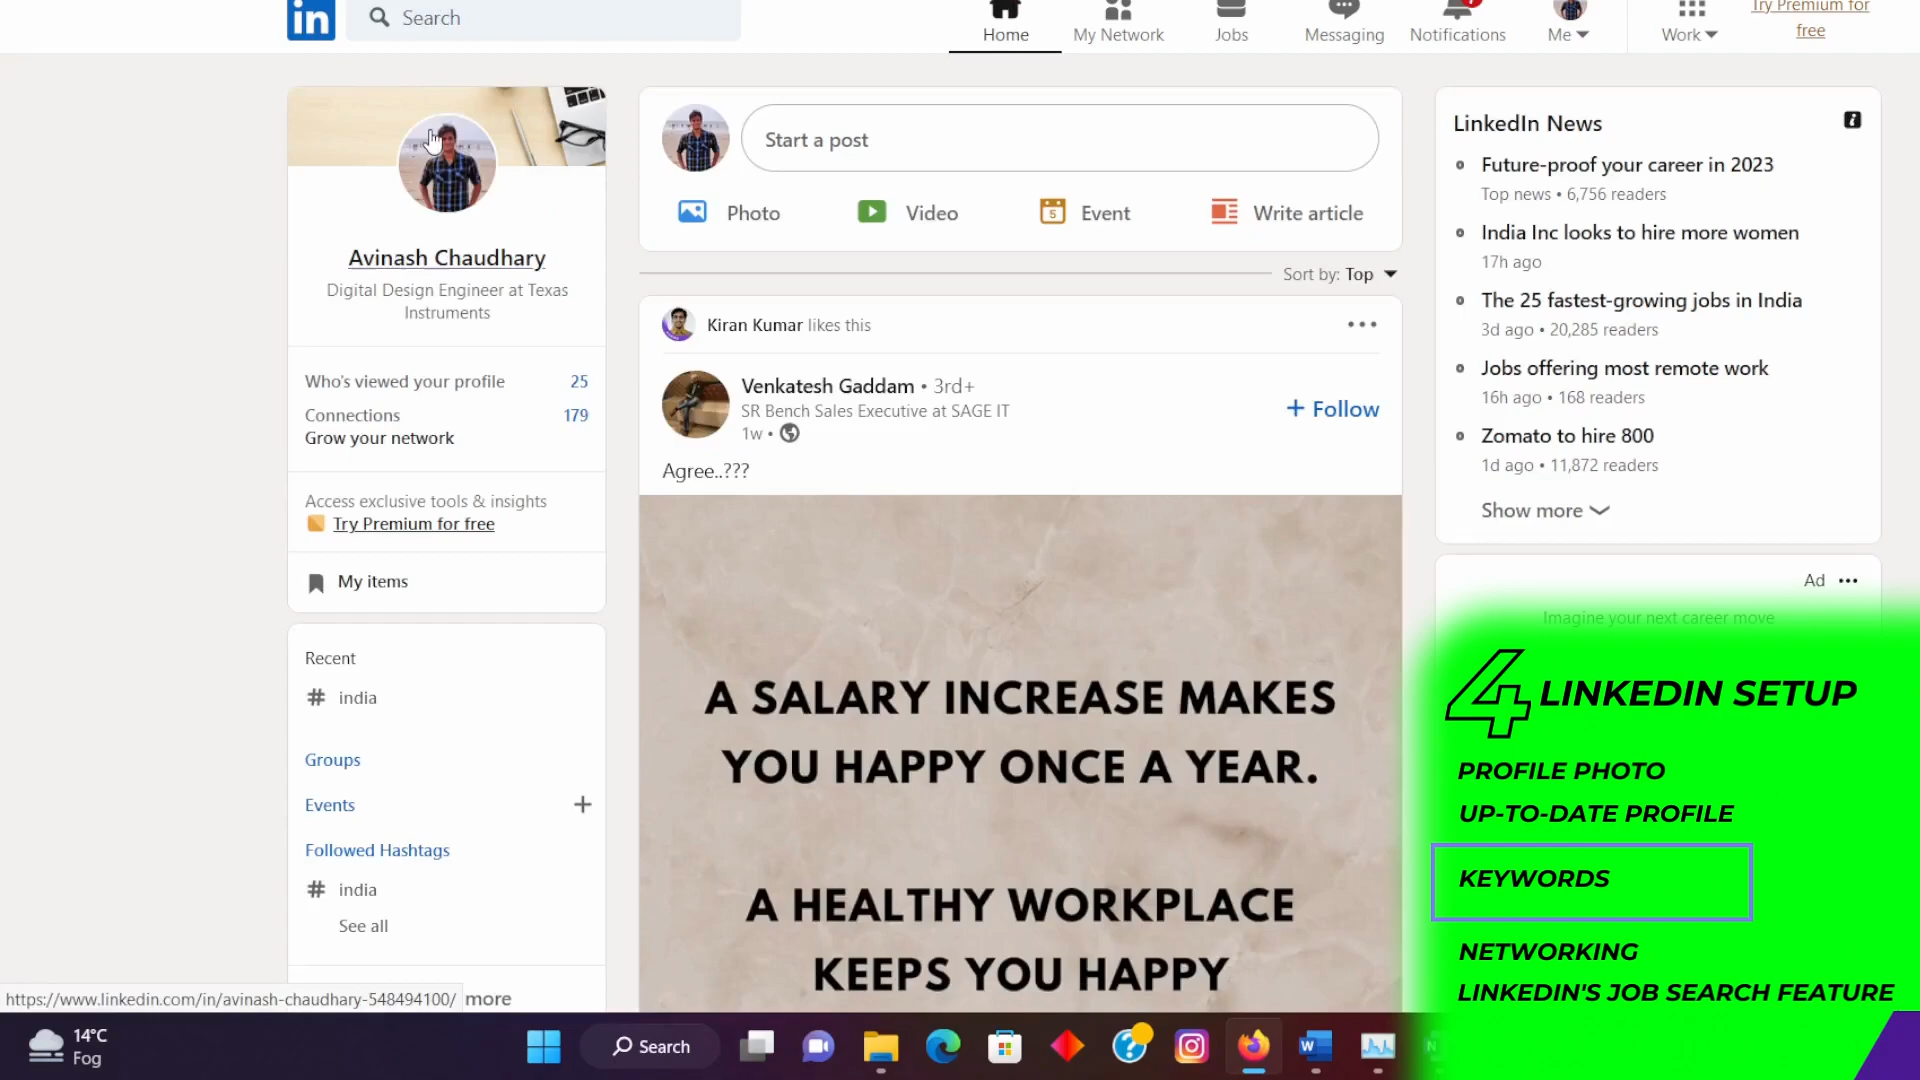 in
Search
Home
My Network
Jobs
Messaging
Notifications
Me
Work
Try Premium for
free
Avinash Chaudhary
Digital Design Engineer at Texas
Instruments
Who's viewed your profile 25
Connections 179
Grow your network
Access exclusive tools & insights
Try Premium for free
My items
Recent
# india
Groups
Events +
Followed Hashtags
# india
See all
more
https://www.linkedin.com/in/avinash-chaudhary-548494100/
Start a post
Photo
Video
5 Event
Write article
Sort by: Top
Kiran Kumar likes this
Venkatesh Gaddam • 3rd+
SR Bench Sales Executive at SAGE IT
1w •
+ Follow
Agree..???
A SALARY INCREASE MAKES
YOU HAPPY ONCE A YEAR.
A HEALTHY WORKPLACE
KEEPS YOU HAPPY
LinkedIn News
Future-proof your career in 2023
Top news • 6,756 readers
India Inc looks to hire more women
17h ago
The 25 fastest-growing jobs in India
3d ago • 20,285 readers
Jobs offering most remote work
16h ago • 168 readers
Zomato to hire 800
1d ago • 11,872 readers
Show more
Ad
Imagine your next career move
4 LINKEDIN SETUP
PROFILE PHOTO
UP-TO-DATE PROFILE
KEYWORDS
NETWORKING
LINKEDIN'S JOB SEARCH FEATURE
14°C
Fog
Search
W
N